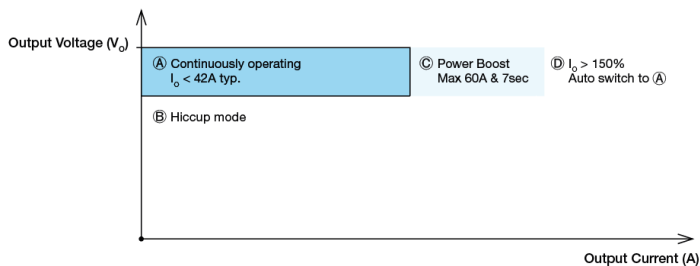 Output Voltage (Vo)
Ⓐ Continuously operating
Io < 42A typ.
Ⓒ Power Boost
Max 60A & 7sec
Ⓓ Io > 150%
Auto switch to Ⓐ
Ⓑ Hiccup mode
Output Current (A)